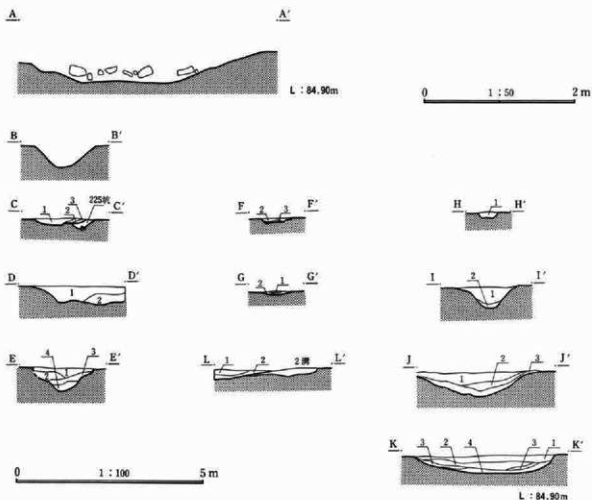 A A'
L : 84.90m
0 1 : 50 2 m
B B'
C 1 2 3 225坑 C'
F 2 3 F'
H 1 H'
D 1 2 D'
G 2 1 G'
I 2 1 I'
E 4 2 1 3 E'
L 1 2 2溝 L'
J 1 2 3 J'
K 3 2 4 3 1 K'
0 1 : 100 5 m
L : 84.90m